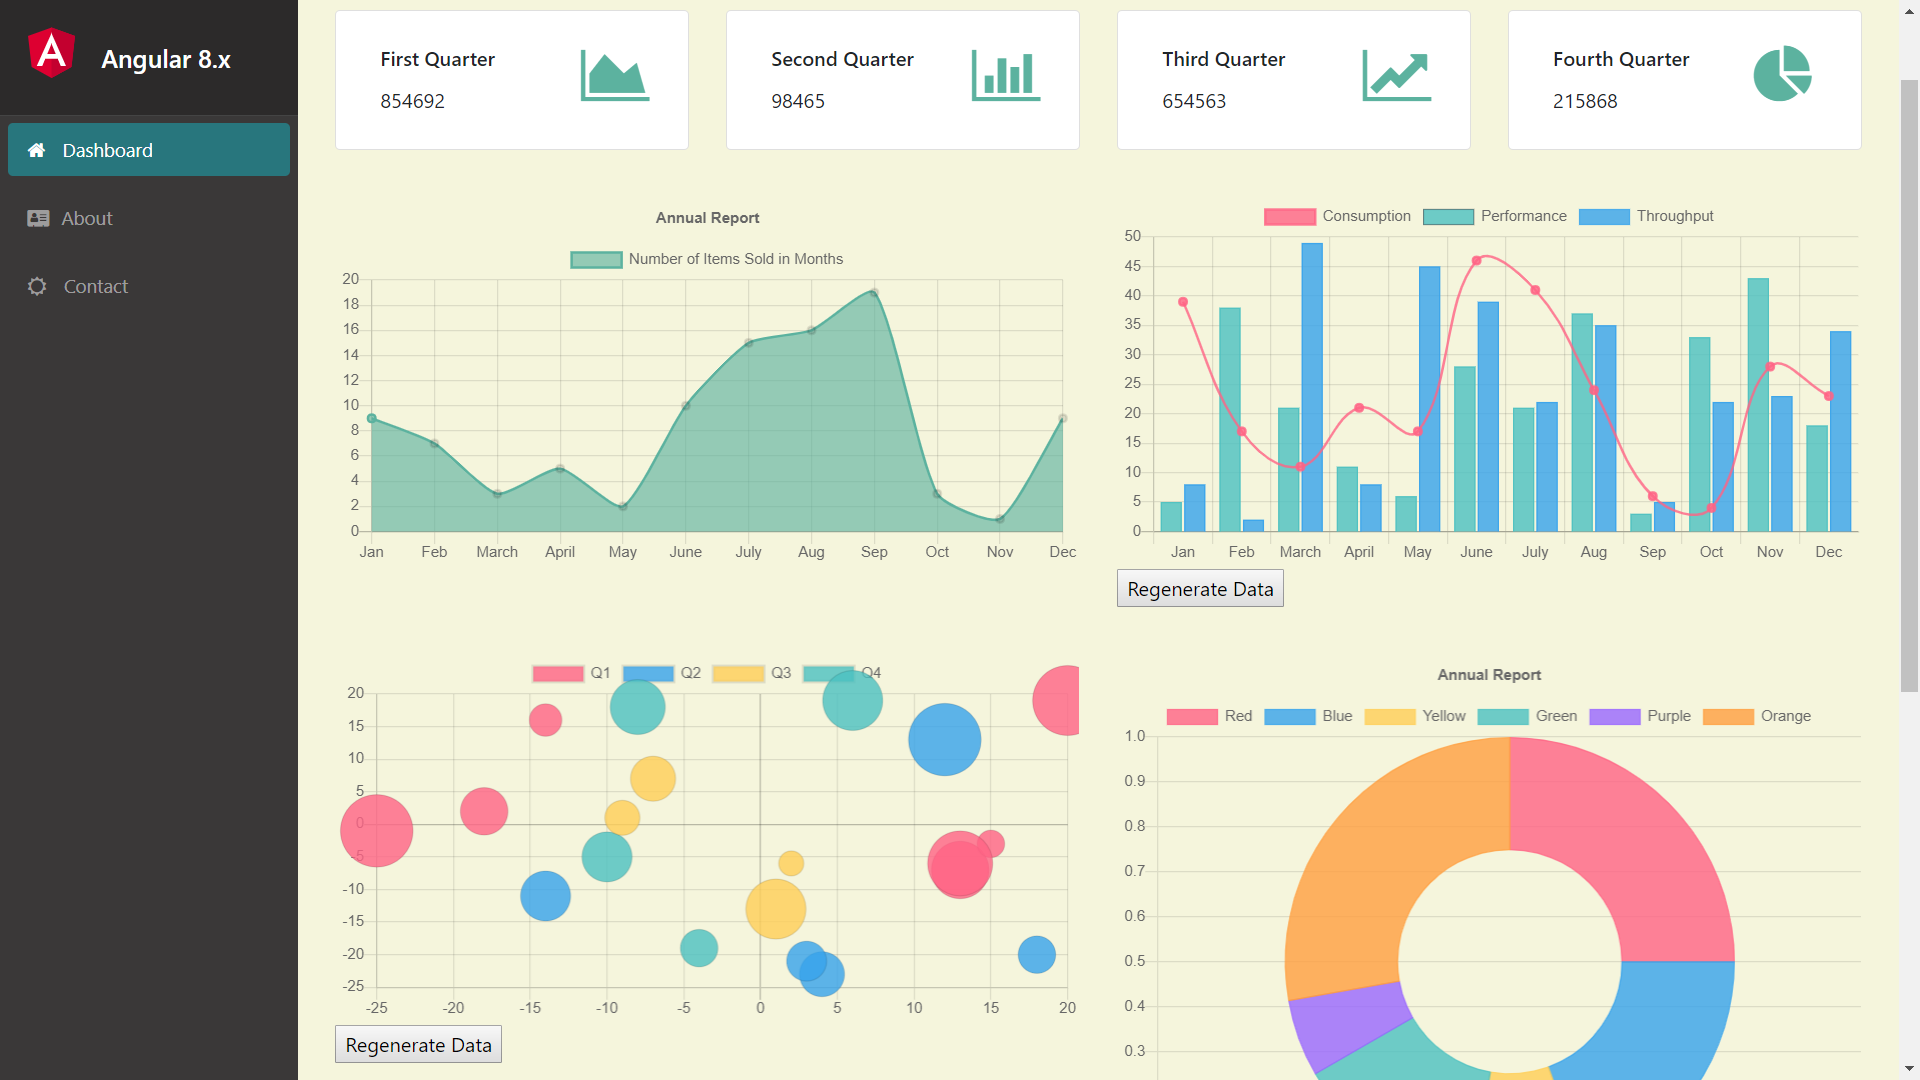 Angular 8.x
Dashboard
About
Contact
First Quarter
854692
Second Quarter
98465
Third Quarter
654563
Fourth Quarter
215868
Annual Report
Number of Items Sold in Months
20
18
16
14
12
10
8
6
4
2
0
Jan Feb March April May June July Aug Sep Oct Nov Dec
Consumption Performance Throughput
50
45
40
35
30
25
20
15
10
5
0
Jan Feb March April May June July Aug Sep Oct Nov Dec
Regenerate Data
Q1 Q2 Q3 Q4
20
15
10
5
0
-5
-10
-15
-20
-25
-25 -20 -15 -10 -5 0 5 10 15 20
Regenerate Data
Annual Report
Red Blue Yellow Green Purple Orange
1.0
0.9
0.8
0.7
0.6
0.5
0.4
0.3